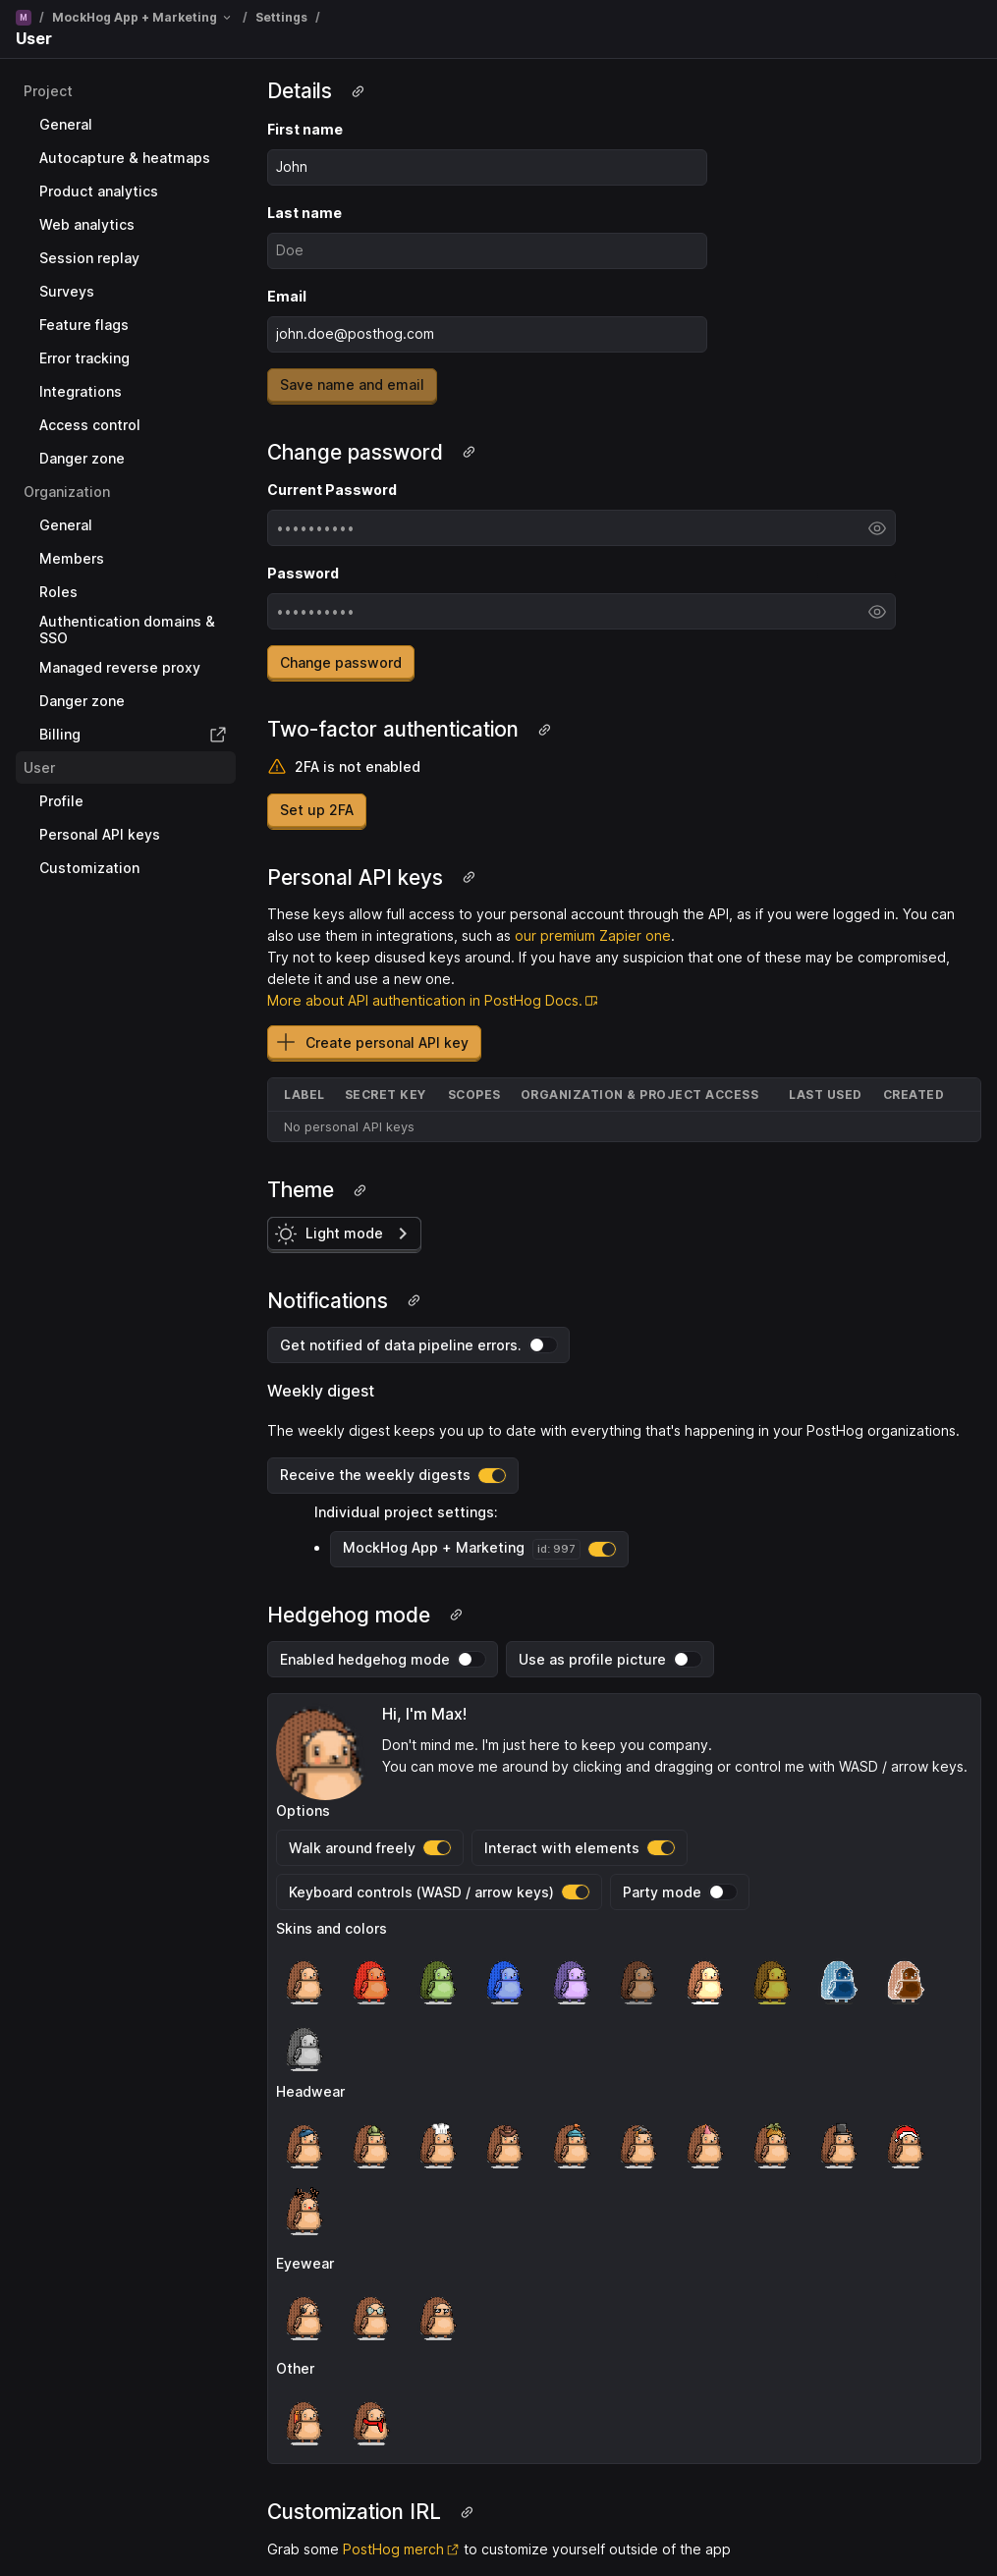 M / MockHog App + Marketing / Settings /
User
Project
General
Autocapture & heatmaps
Product analytics
Web analytics
Session replay
Surveys
Feature flags
Error tracking
Integrations
Access control
Danger zone
Organization
General
Members
Roles
Authentication domains &
SSO
Managed reverse proxy
Danger zone
Billing
User
Profile
Personal API keys
Customization
Details
First name
John
Last name
Doe
Email
john.doe@posthog.com
Save name and email
Change password
Current Password
••••••••••
Password
••••••••••
Change password
Two-factor authentication
2FA is not enabled
Set up 2FA
Personal API keys
These keys allow full access to your personal account through the API, as if you were logged in. You can
also use them in integrations, such as our premium Zapier one.
Try not to keep disused keys around. If you have any suspicion that one of these may be compromised,
delete it and use a new one.
More about API authentication in PostHog Docs.
Create personal API key
LABEL SECRET KEY SCOPES ORGANIZATION & PROJECT ACCESS LAST USED CREATED
No personal API keys
Theme
Light mode
Notifications
Get notified of data pipeline errors.
Weekly digest
The weekly digest keeps you up to date with everything that's happening in your PostHog organizations.
Receive the weekly digests
Individual project settings:
• MockHog App + Marketing id: 997
Hedgehog mode
Enabled hedgehog mode Use as profile picture
Hi, I'm Max!
Don't mind me. I'm just here to keep you company.
You can move me around by clicking and dragging or control me with WASD / arrow keys.
Options
Walk around freely Interact with elements
Keyboard controls (WASD / arrow keys) Party mode
Skins and colors
Headwear
Eyewear
Other
Customization IRL
Grab some PostHog merch to customize yourself outside of the app